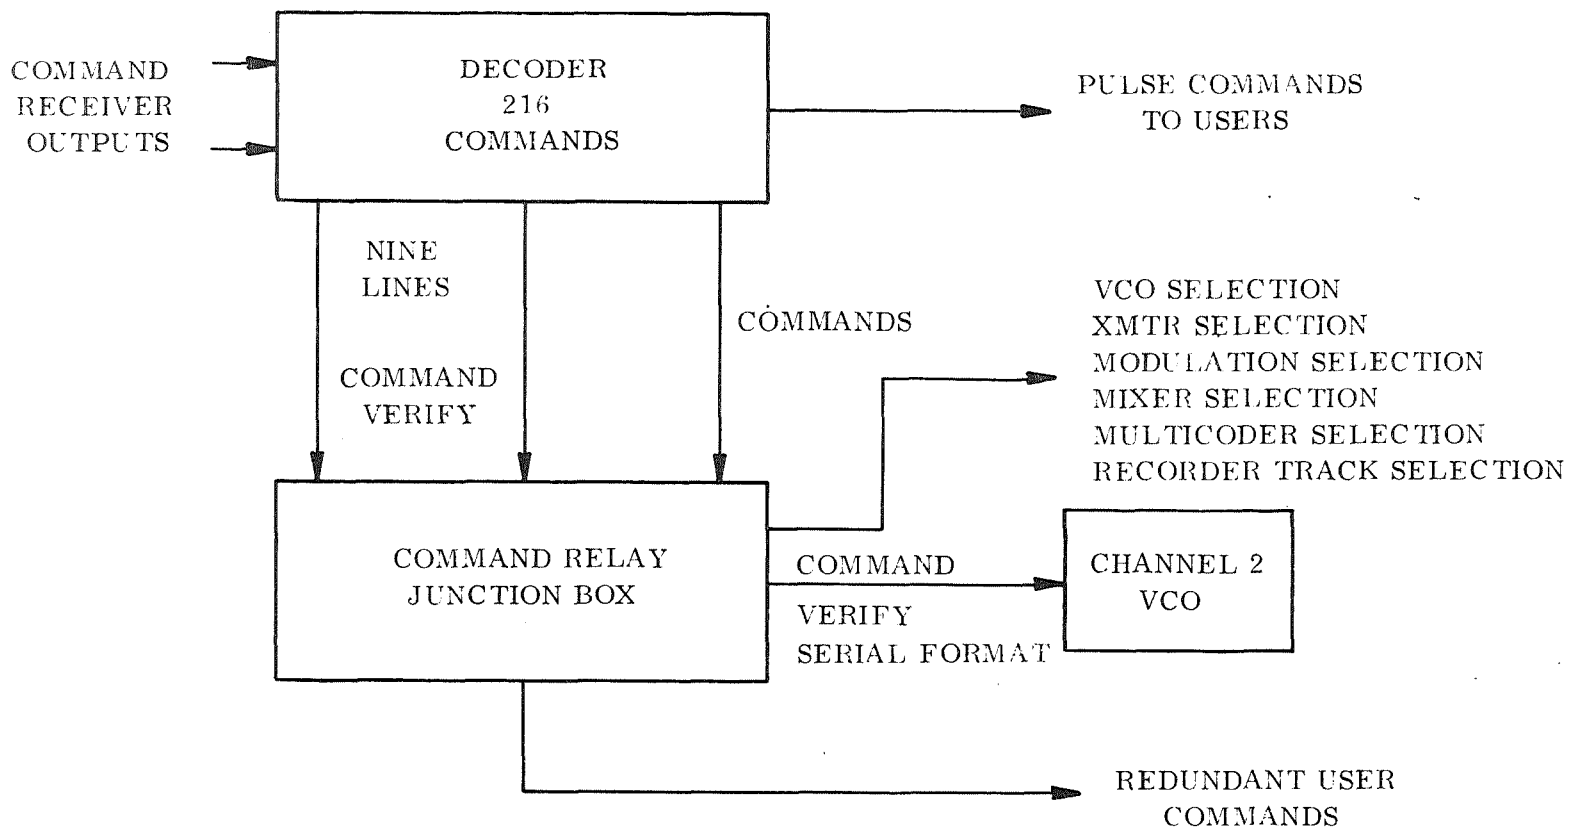 COMMAND
RECEIVER
OUTPUTS
DECODER
216
COMMANDS
PULSE COMMANDS
TO USERS
NINE
LINES
COMMAND
VERIFY
COMMANDS
VCO SELECTION
XMTR SELECTION
MODULATION SELECTION
MIXER SELECTION
MULTICODER SELECTION
RECORDER TRACK SELECTION
COMMAND RELAY
JUNCTION BOX
COMMAND
VERIFY
SERIAL FORMAT
CHANNEL 2
VCO
REDUNDANT USER
COMMANDS